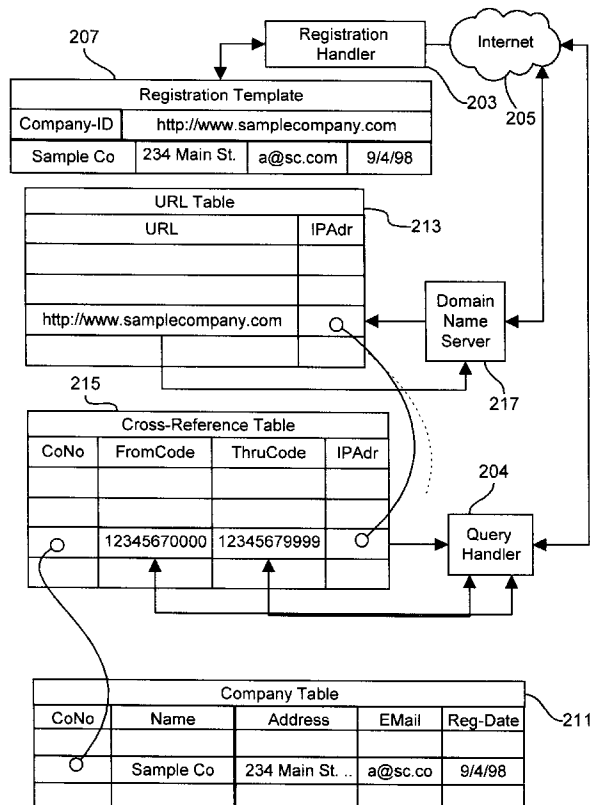 207
Registration
Handler
Internet
203
205
Registration Template
Company-ID http://www.samplecompany.com
Sample Co 234 Main St. a@sc.com 9/4/98
URL Table
URL IPAdr
213
http://www.samplecompany.com
Domain
Name
Server
217
215
Cross-Reference Table
CoNo FromCode ThruCode IPAdr
204
12345670000 12345679999
Query
Handler
Company Table
CoNo Name Address EMail Reg-Date
211
Sample Co 234 Main St. .. a@sc.co 9/4/98